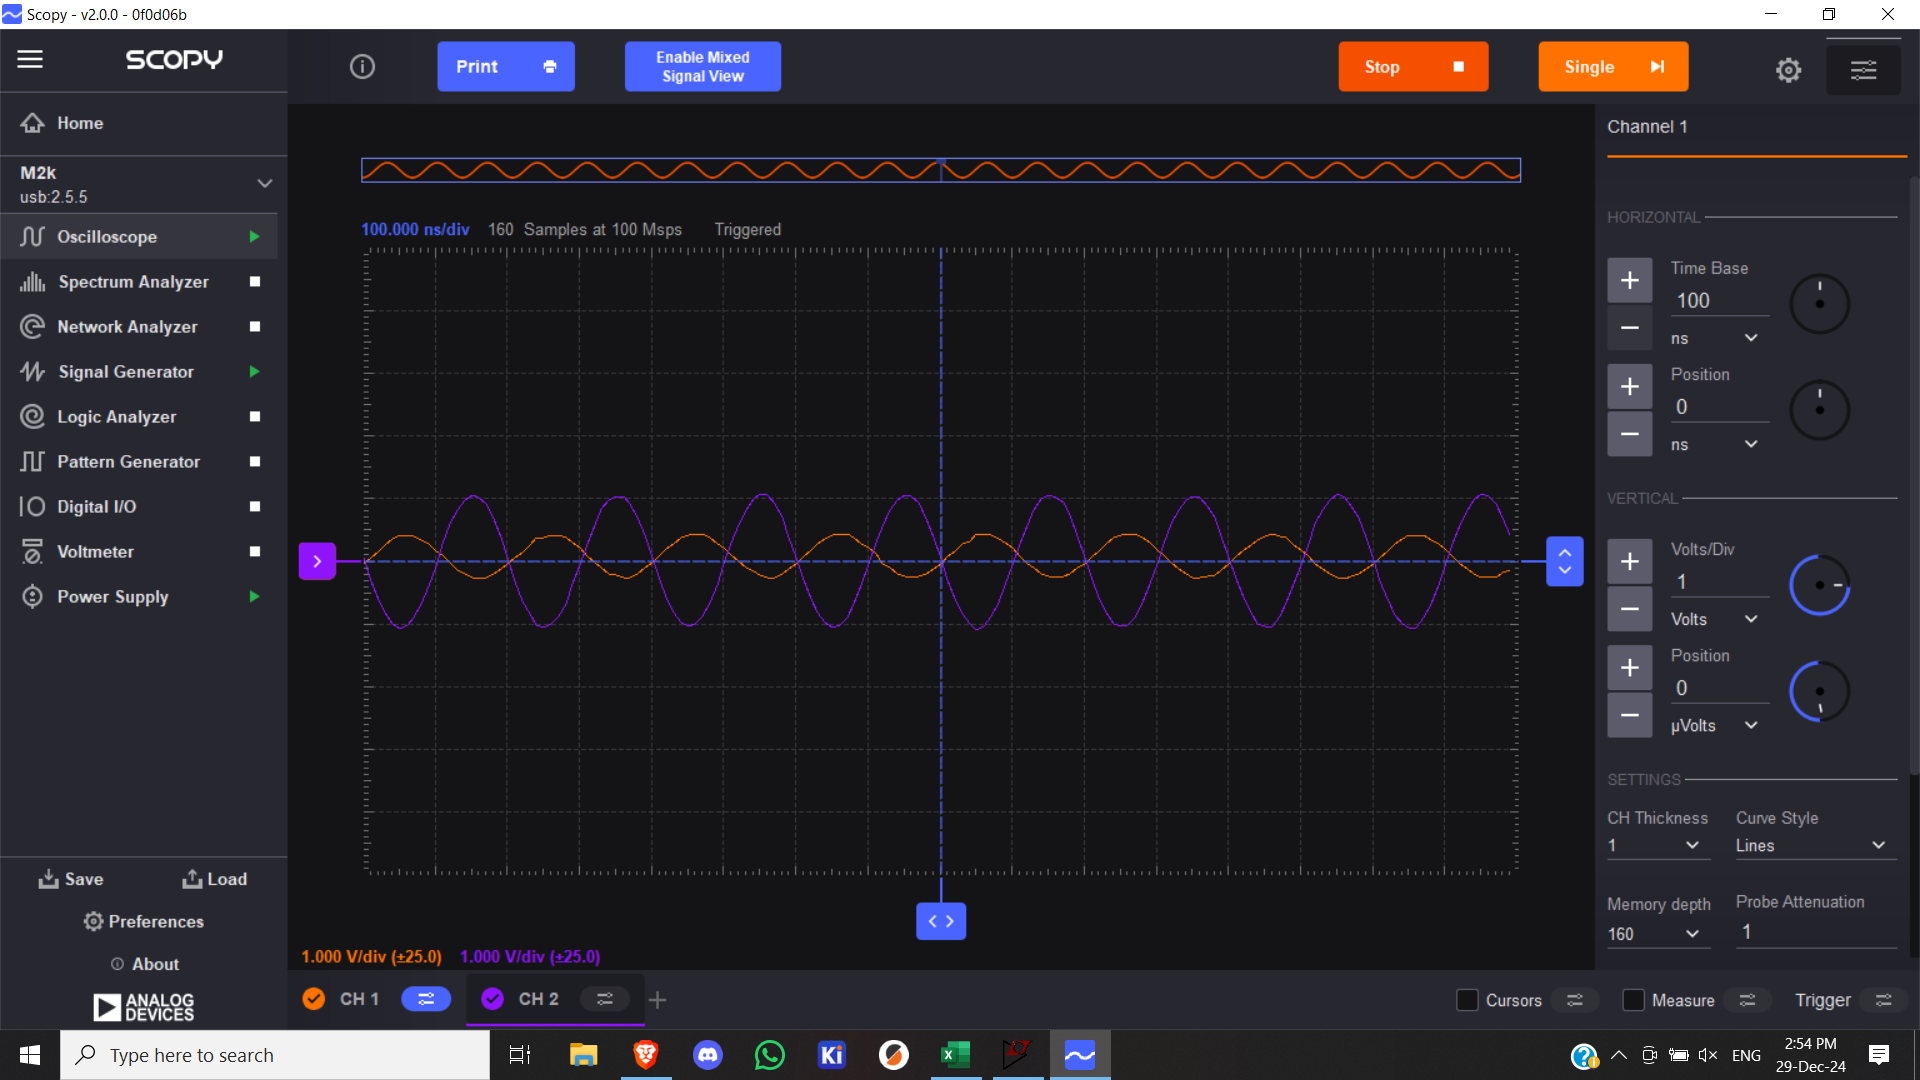 Scopy - v2.0.0 - 0f0d06b
SCOPY
Print
Enable Mixed
Signal View
Stop
Single
Home
M2k
usb:2.5.5
Oscilloscope
Spectrum Analyzer
Network Analyzer
Signal Generator
Logic Analyzer
Pattern Generator
Digital I/O
Voltmeter
Power Supply
Save
Load
Preferences
About
ANALOG
DEVICES
100.000 ns/div 160 Samples at 100 Msps Triggered
1.000 V/div (±25.0) 1.000 V/div (±25.0)
CH 1
CH 2
Cursors
Measure
Trigger
Channel 1
HORIZONTAL
Time Base
100
ns
Position
0
ns
VERTICAL
Volts/Div
1
Volts
Position
0
µVolts
SETTINGS
CH Thickness
1
Curve Style
Lines
Memory depth
160
Probe Attenuation
1
Type here to search
Ki
ENG
2:54 PM
29-Dec-24